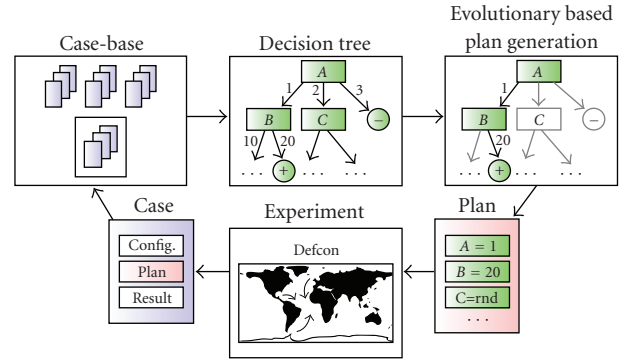 Evolutionary based
Case-base
Decision tree
plan generation
A
1
2
3
B
C
−
10
20
. . .
+
. . .
. . .
A
1
B
C
−
20
. . .
+
. . .
. . .
Case
Experiment
Plan
Config.
Plan
Result
Defcon
A = 1
B = 20
C=rnd
. . .